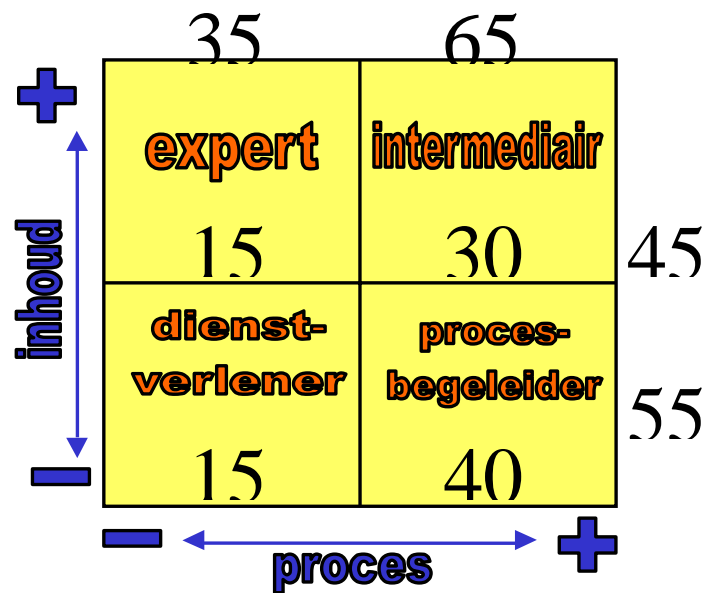 35 65
+
expert intermediair
15 30 45
inhoud
dienst- proces-
verlener begeleider
55
15 40
–
– +
proces